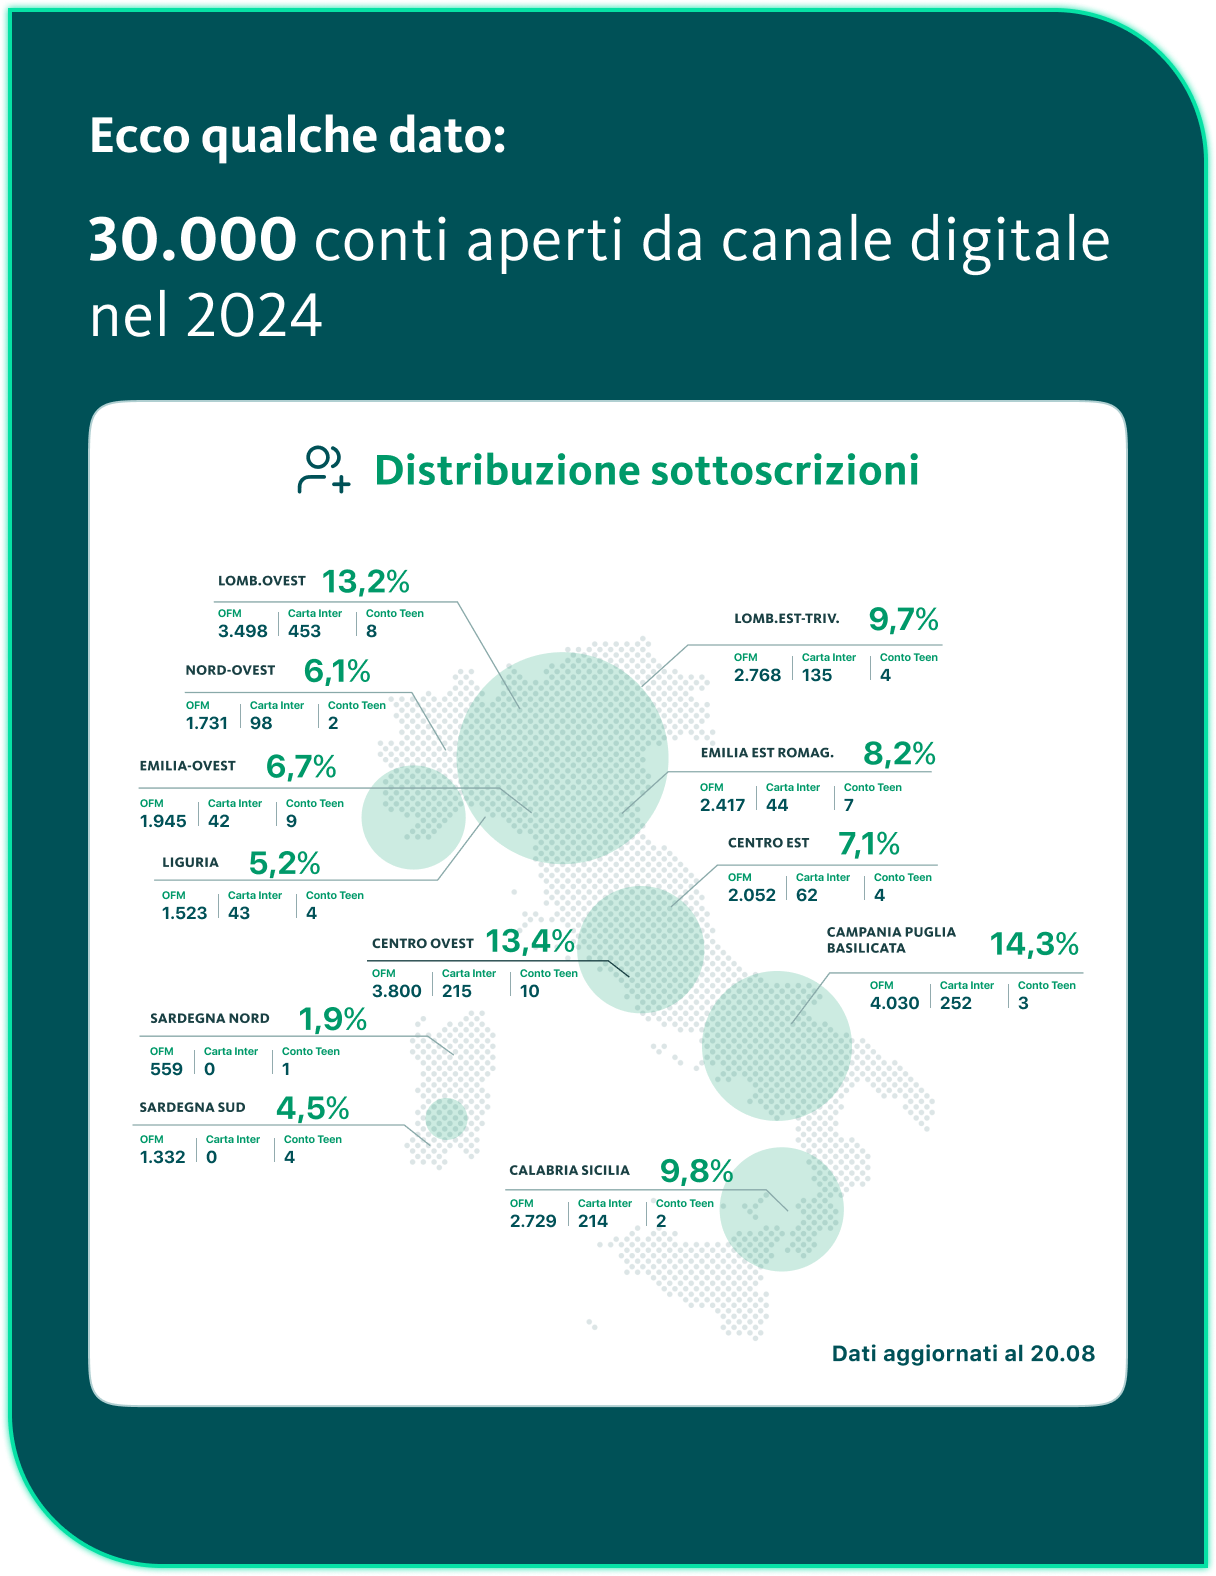 Ecco qualche dato:
30.000 conti aperti da canale digitale
nel 2024
Distribuzione sottoscrizioni
LOMB.OVEST 13,2%
OFM Carta Inter Conto Teen
3.498 453 8
LOMB.EST-TRIV. 9,7%
OFM Carta Inter Conto Teen
2.768 135 4
NORD-OVEST 6,1%
OFM Carta Inter Conto Teen
1.731 98 2
EMILIA-OVEST 6,7%
OFM Carta Inter Conto Teen
1.945 42 9
EMILIA EST ROMAG. 8,2%
OFM Carta Inter Conto Teen
2.417 44 7
LIGURIA 5,2%
OFM Carta Inter Conto Teen
1.523 43 4
CENTRO EST 7,1%
OFM Carta Inter Conto Teen
2.052 62 4
CENTRO OVEST 13,4%
OFM Carta Inter Conto Teen
3.800 215 10
CAMPANIA PUGLIA
BASILICATA 14,3%
OFM Carta Inter Conto Teen
4.030 252 3
SARDEGNA NORD 1,9%
OFM Carta Inter Conto Teen
559 0 1
SARDEGNA SUD 4,5%
OFM Carta Inter Conto Teen
1.332 0 4
CALABRIA SICILIA 9,8%
OFM Carta Inter Conto Teen
2.729 214 2
Dati aggiornati al 20.08